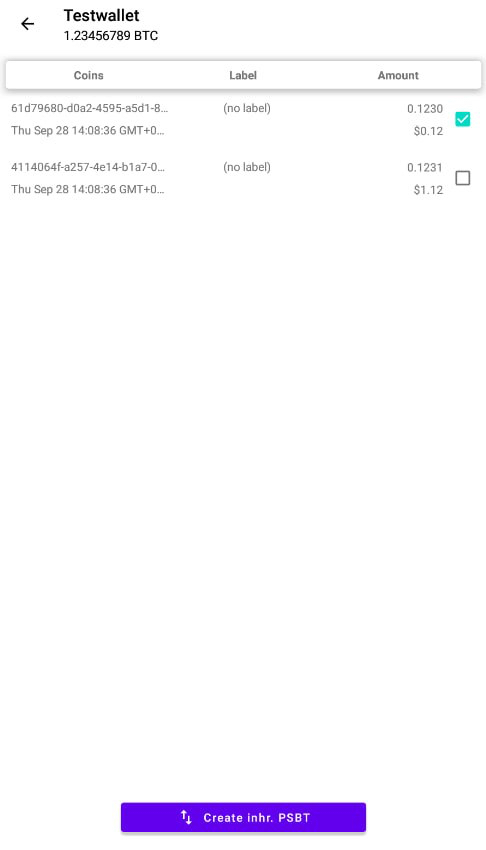 Testwallet
1.23456789 BTC
Coins Label Amount
61d79680-d0a2-4595-a5d1-8... (no label) 0.1230
Thu Sep 28 14:08:36 GMT+0... $0.12
4114064f-a257-4e14-b1a7-0... (no label) 0.1231
Thu Sep 28 14:08:36 GMT+0... $1.12
Create inhr. PSBT